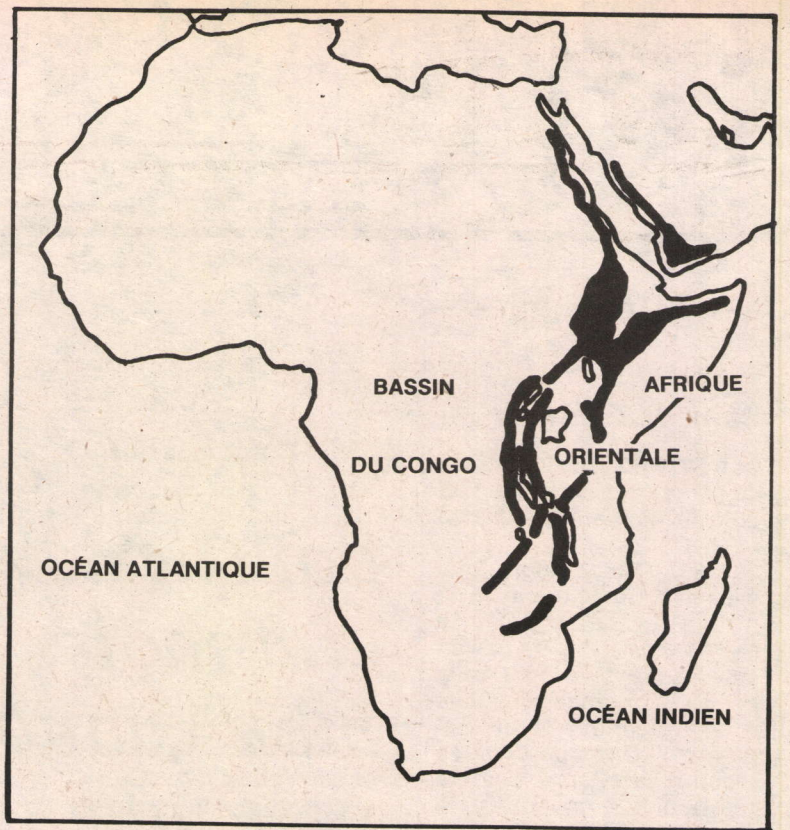 BASSIN
AFRIQUE
DU CONGO
ORIENTALE
OCÉAN ATLANTIQUE
OCÉAN INDIEN